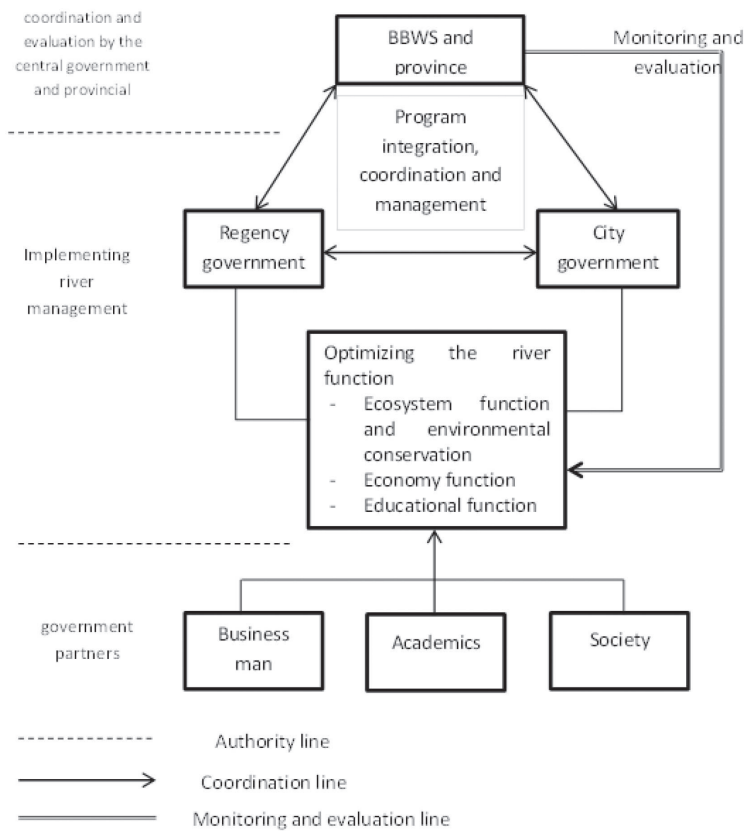 coordination and
evaluation by the
central government
and provincial
BBWS and
province
Monitoring and
evaluation
Program
integration,
coordination and
management
Regency
government
City
government
Implementing
river
management
Optimizing the river
function
- Ecosystem function
and environmental
conservation
- Economy function
- Educational function
government
partners
Business
man
Academics
Society
Authority line
Coordination line
Monitoring and evaluation line